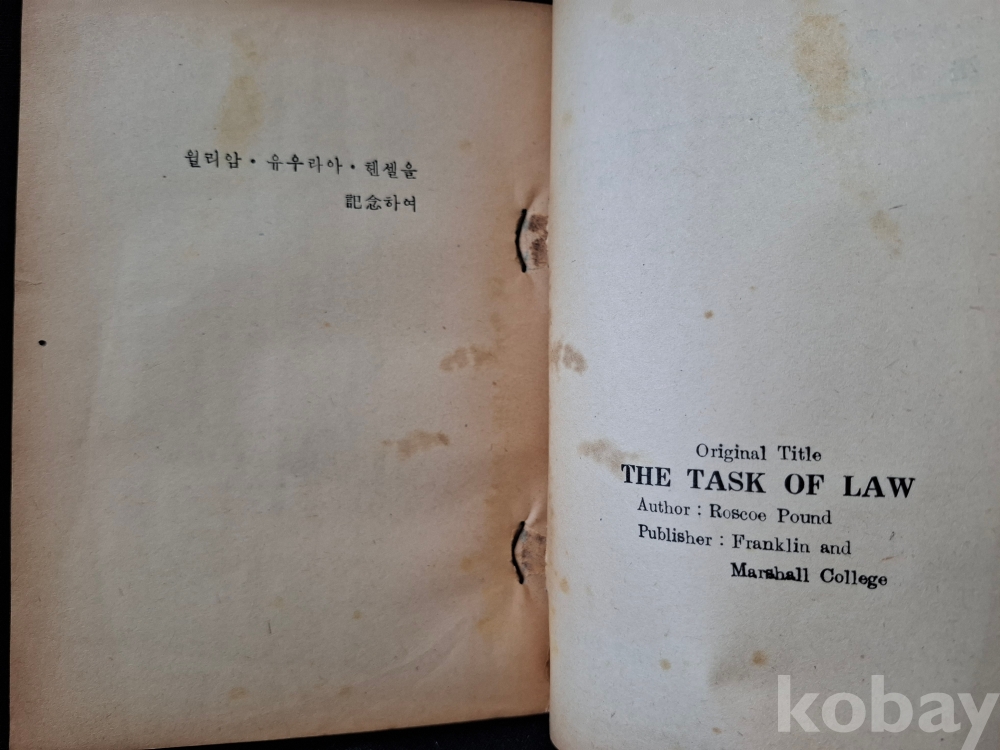 윌리암・유우라아・헨셀을
記念하여
Original Title
THE TASK OF LAW
Author : Roscoe Pound
Publisher : Franklin and
Marshall College
kobay